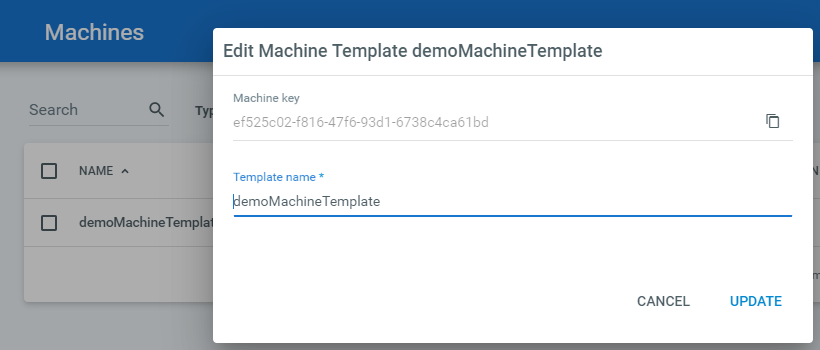 Machines
Edit Machine Template demoMachineTemplate
Search
Machine key
ef525c02-f816-47f6-93d1-6738c4ca61bd
NAME
Template name *
demoMachineTemplate
CANCEL
UPDATE